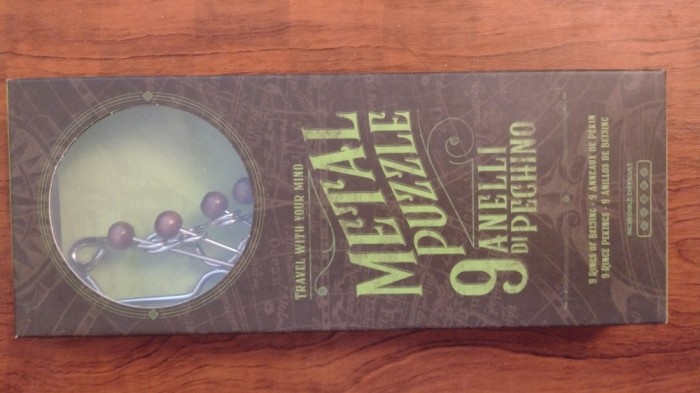 TRAVEL WITH YOUR MIND
METAL
PUZZLE
9 ANELLI
DI PECHINO
9 RINGS OF BEIJING · 9 ANNEAUX DE PÉKIN
9 RINGE PEKINGS · 9 ANILLOS DE BEIJING